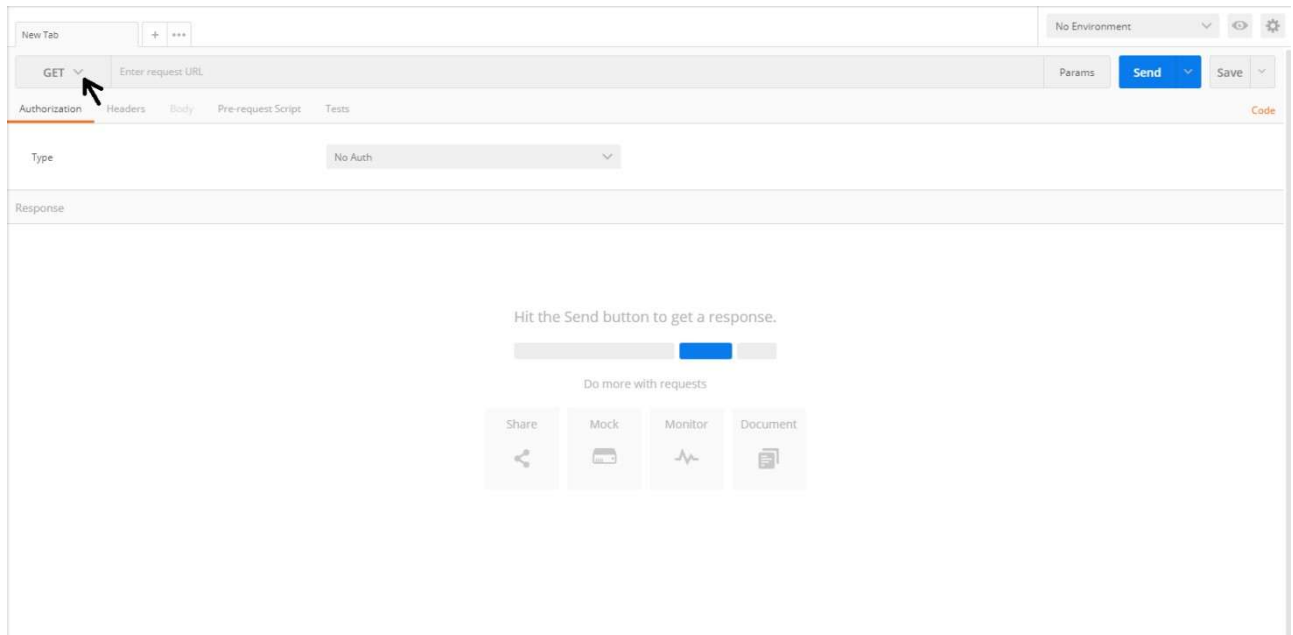 New Tab + ••• No Environment
GET Enter request URL Params Send Save
Authorization Headers Body Pre-request Script Tests Code
Type No Auth
Response
Hit the Send button to get a response.
Do more with requests
Share Mock Monitor Document